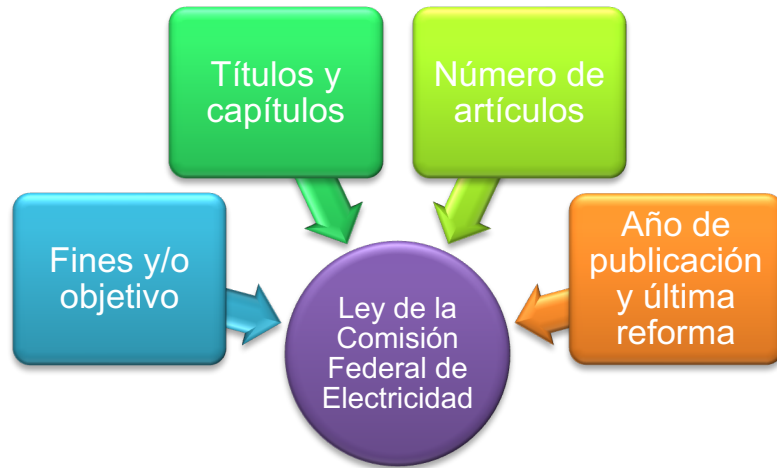 Títulos y
capítulos
Número de
artículos
Fines y/o
objetivo
Año de
publicación
y última
reforma
Ley de la
Comisión
Federal de
Electricidad